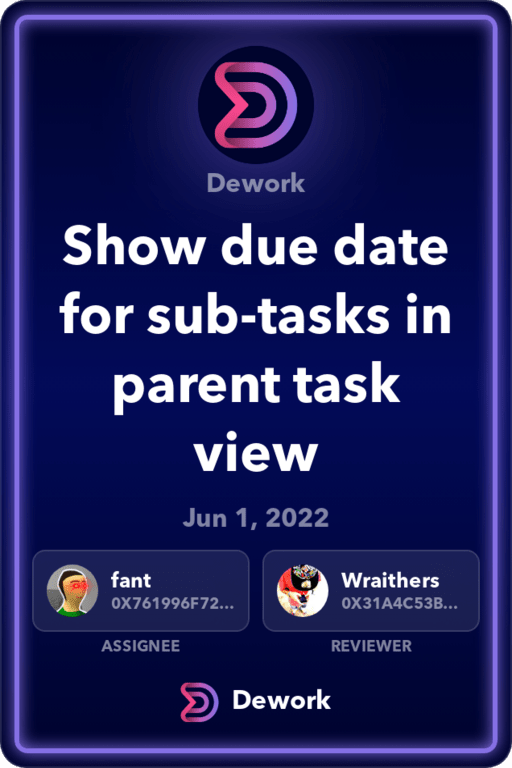 Dework
Show due date
for sub-tasks in
parent task
view
Jun 1, 2022
fant
0X761996F72...
Wraithers
0X31A4C53B...
ASSIGNEE
REVIEWER
Dework